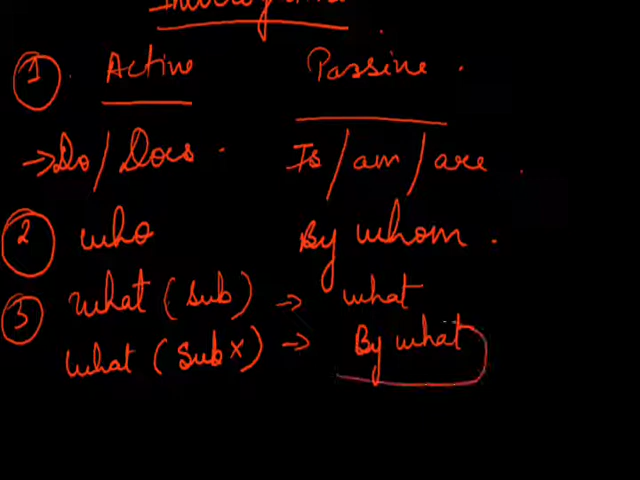 1 Active Passive .
→ Do / Does . Is / am / are .
2 who By whom .
3 what (sub) → what
what (sub x) → By what